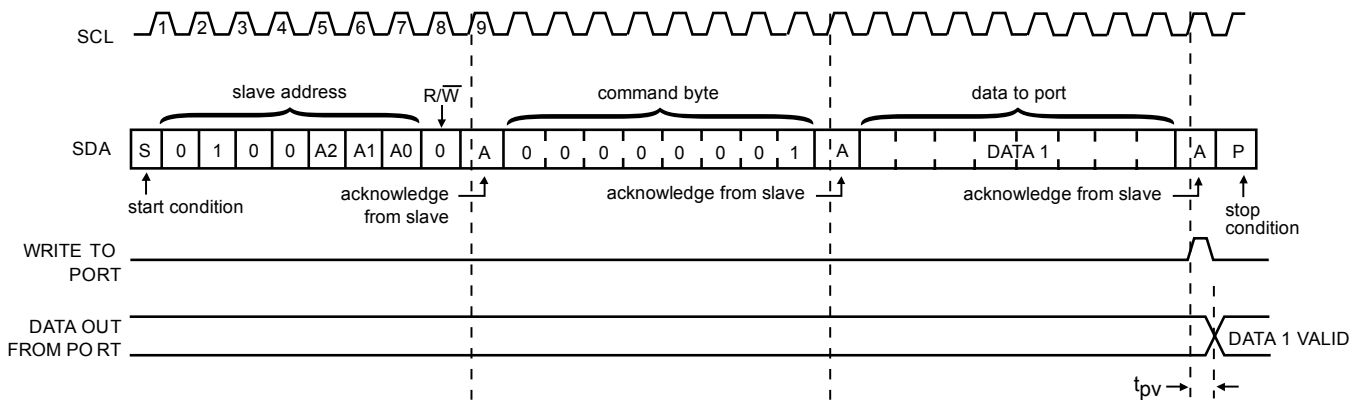 SCL 1 2 3 4 5 6 7 8 9
slave address R/W̅ command byte data to port
SDA S 0 1 0 0 A2 A1 A0 0 A 0 0 0 0 0 0 0 1 A DATA 1 A P
start condition
acknowledge
from slave
acknowledge from slave
acknowledge from slave
stop
condition
WRITE TO
PORT
DATA OUT
FROM PORT
DATA 1 VALID
tpv